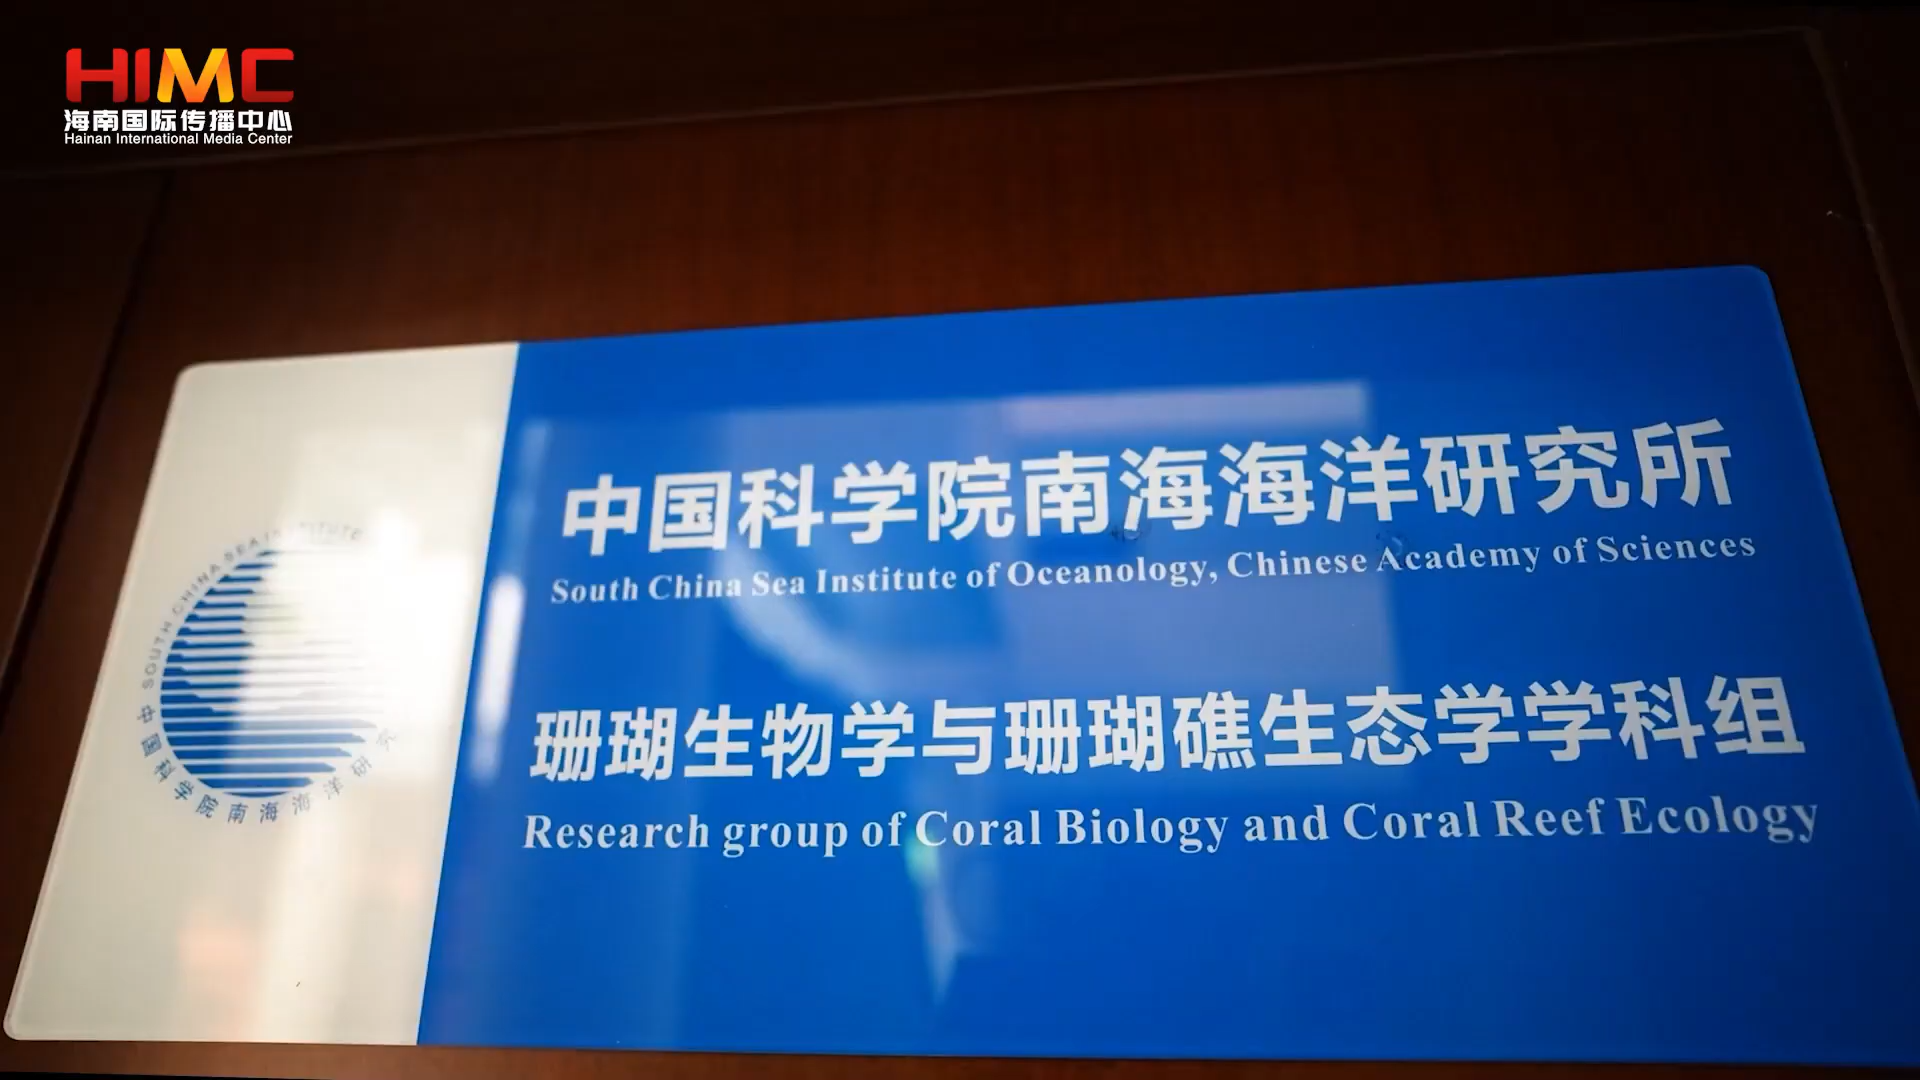 HIMC
海南国际传播中心
Hainan International Media Center
中国科学院南海海洋研究所
South China Sea Institute of Oceanology, Chinese Academy of Sciences
珊瑚生物学与珊瑚礁生态学学科组
Research group of Coral Biology and Coral Reef Ecology
SOUTH CHINA SEA
中国科学院南海海洋研究